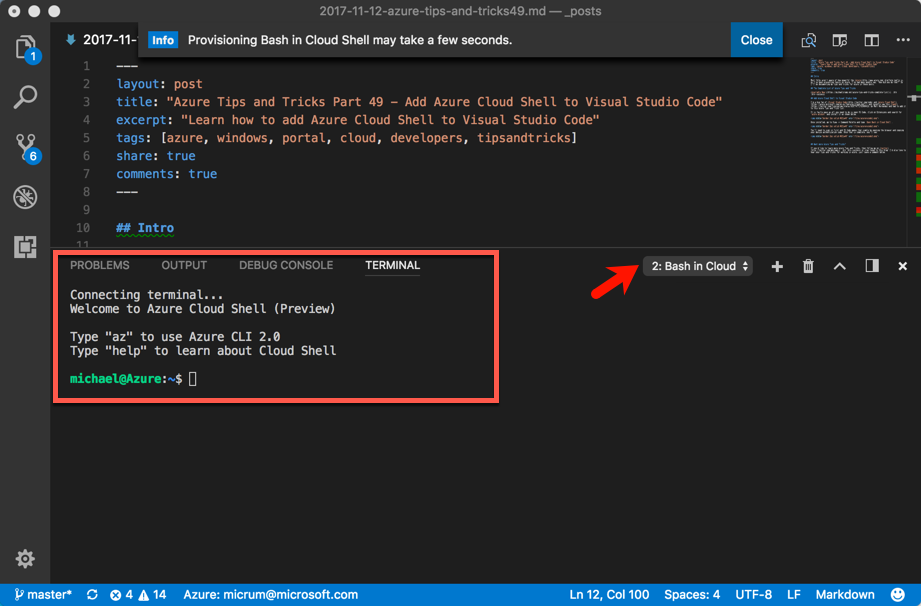 2017-11-12-azure-tips-and-tricks49.md — _posts
2017-11-
Info Provisioning Bash in Cloud Shell may take a few seconds. Close
1
1 ---
2 layout: post
3 title: "Azure Tips and Tricks Part 49 - Add Azure Cloud Shell to Visual Studio Code"
4 excerpt: "Learn how to add Azure Cloud Shell to Visual Studio Code"
5 tags: [azure, windows, portal, cloud, developers, tipsandtricks]
6 share: true
7 comments: true
8 ---
9
10 ## Intro
11
6
PROBLEMS OUTPUT DEBUG CONSOLE TERMINAL
2: Bash in Cloud
Connecting terminal...
Welcome to Azure Cloud Shell (Preview)
Type "az" to use Azure CLI 2.0
Type "help" to learn about Cloud Shell
michael@Azure:~$
master* 4 14 Azure: micrum@microsoft.com Ln 12, Col 100 Spaces: 4 UTF-8 LF Markdown